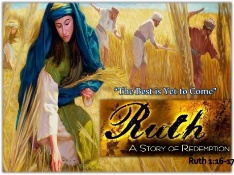 "The Best is Yet to Come"
Ruth
A STORY OF REDEMPTION
Ruth 1:16-17